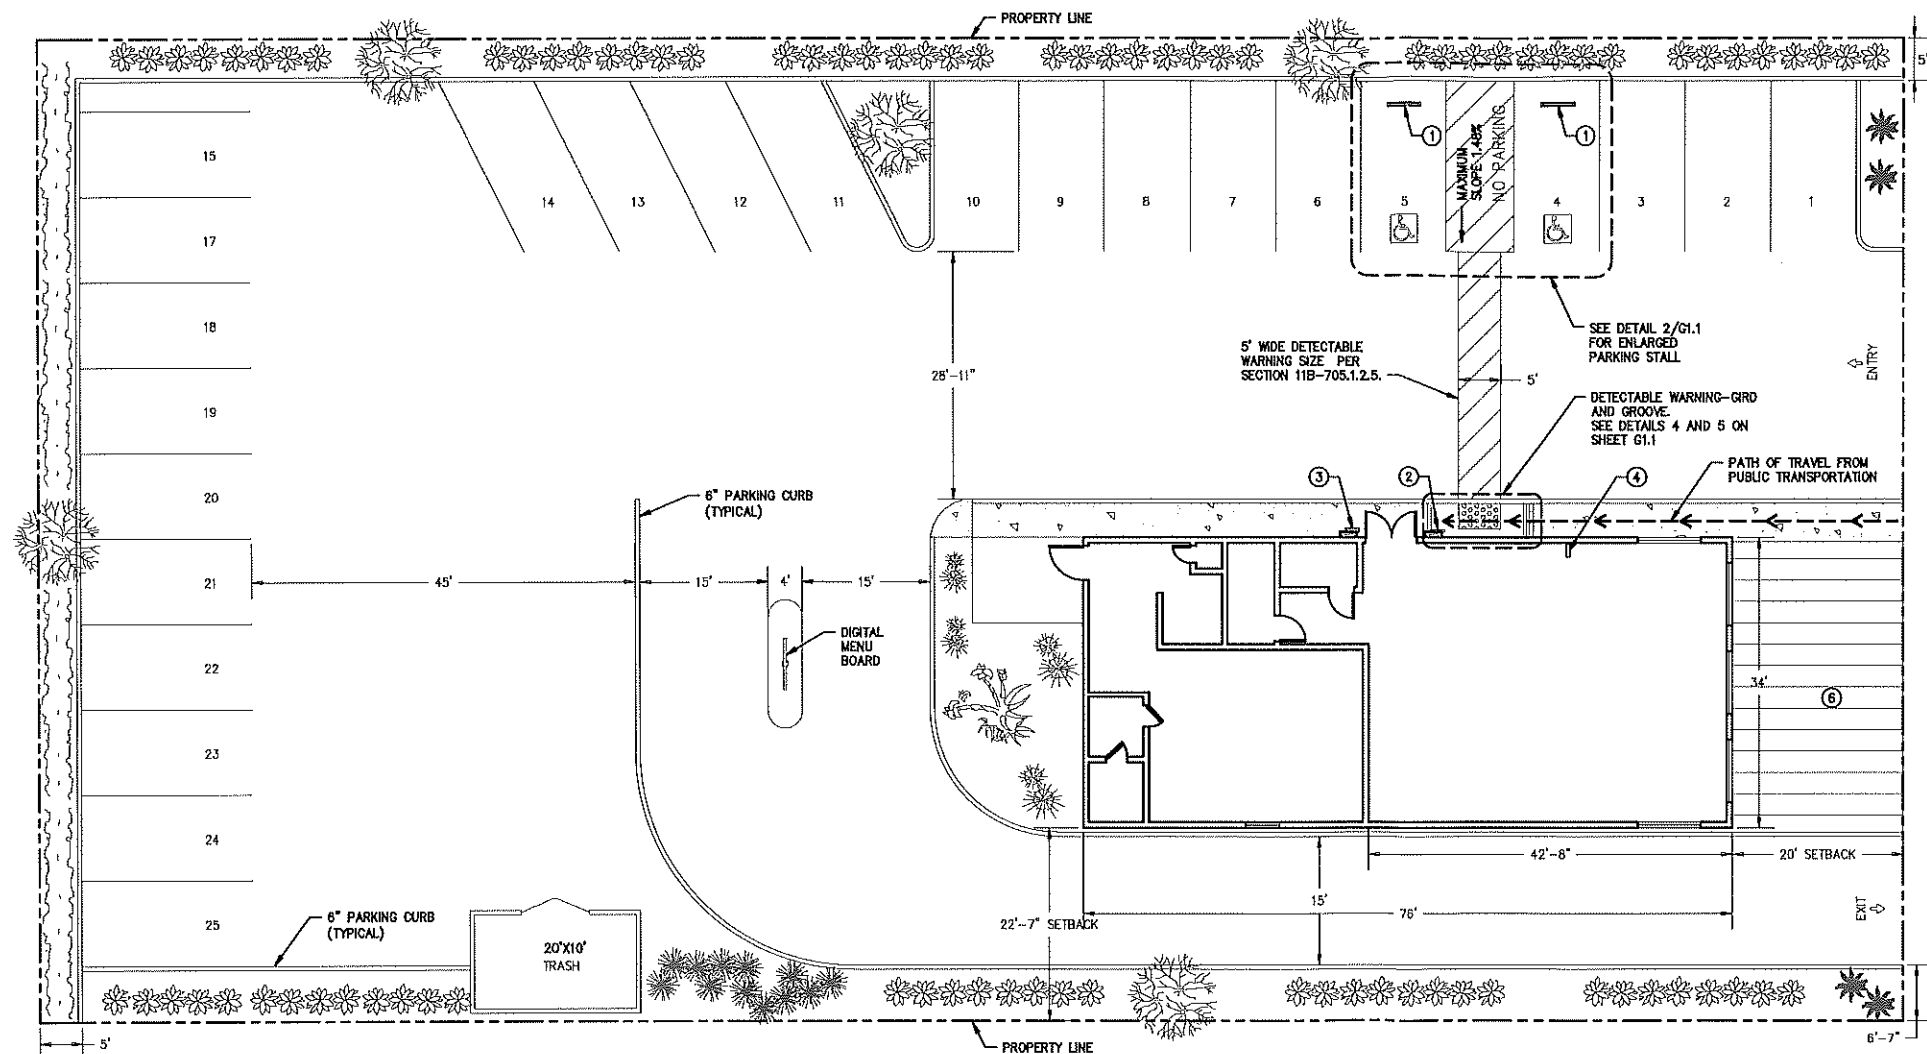 PROPERTY LINE
5'
15
17
18
19
20
21
22
23
24
25
14
13
12
11
10
9
8
7
6
5
4
3
2
1
1
1
MAXIMUM
SLOPE 1.48%
NO PARKING
SEE DETAIL 2/G1.1
FOR ENLARGED
PARKING STALL
ENTRY
5' WIDE DETECTABLE
WARNING SIZE PER
SECTION 11B-705.1.2.5.
5'
28'-11"
DETECTABLE WARNING-GIRD
AND GROOVE.
SEE DETAILS 4 AND 5 ON
SHEET G1.1
PATH OF TRAVEL FROM
PUBLIC TRANSPORTATION
3
2
4
6" PARKING CURB
(TYPICAL)
45'
15'
4'
15'
DIGITAL
MENU
BOARD
34'
6
42'-8"
20' SETBACK
15'
76'
22'-7" SETBACK
EXIT
6" PARKING CURB
(TYPICAL)
20'X10'
TRASH
5'
PROPERTY LINE
6'-7"